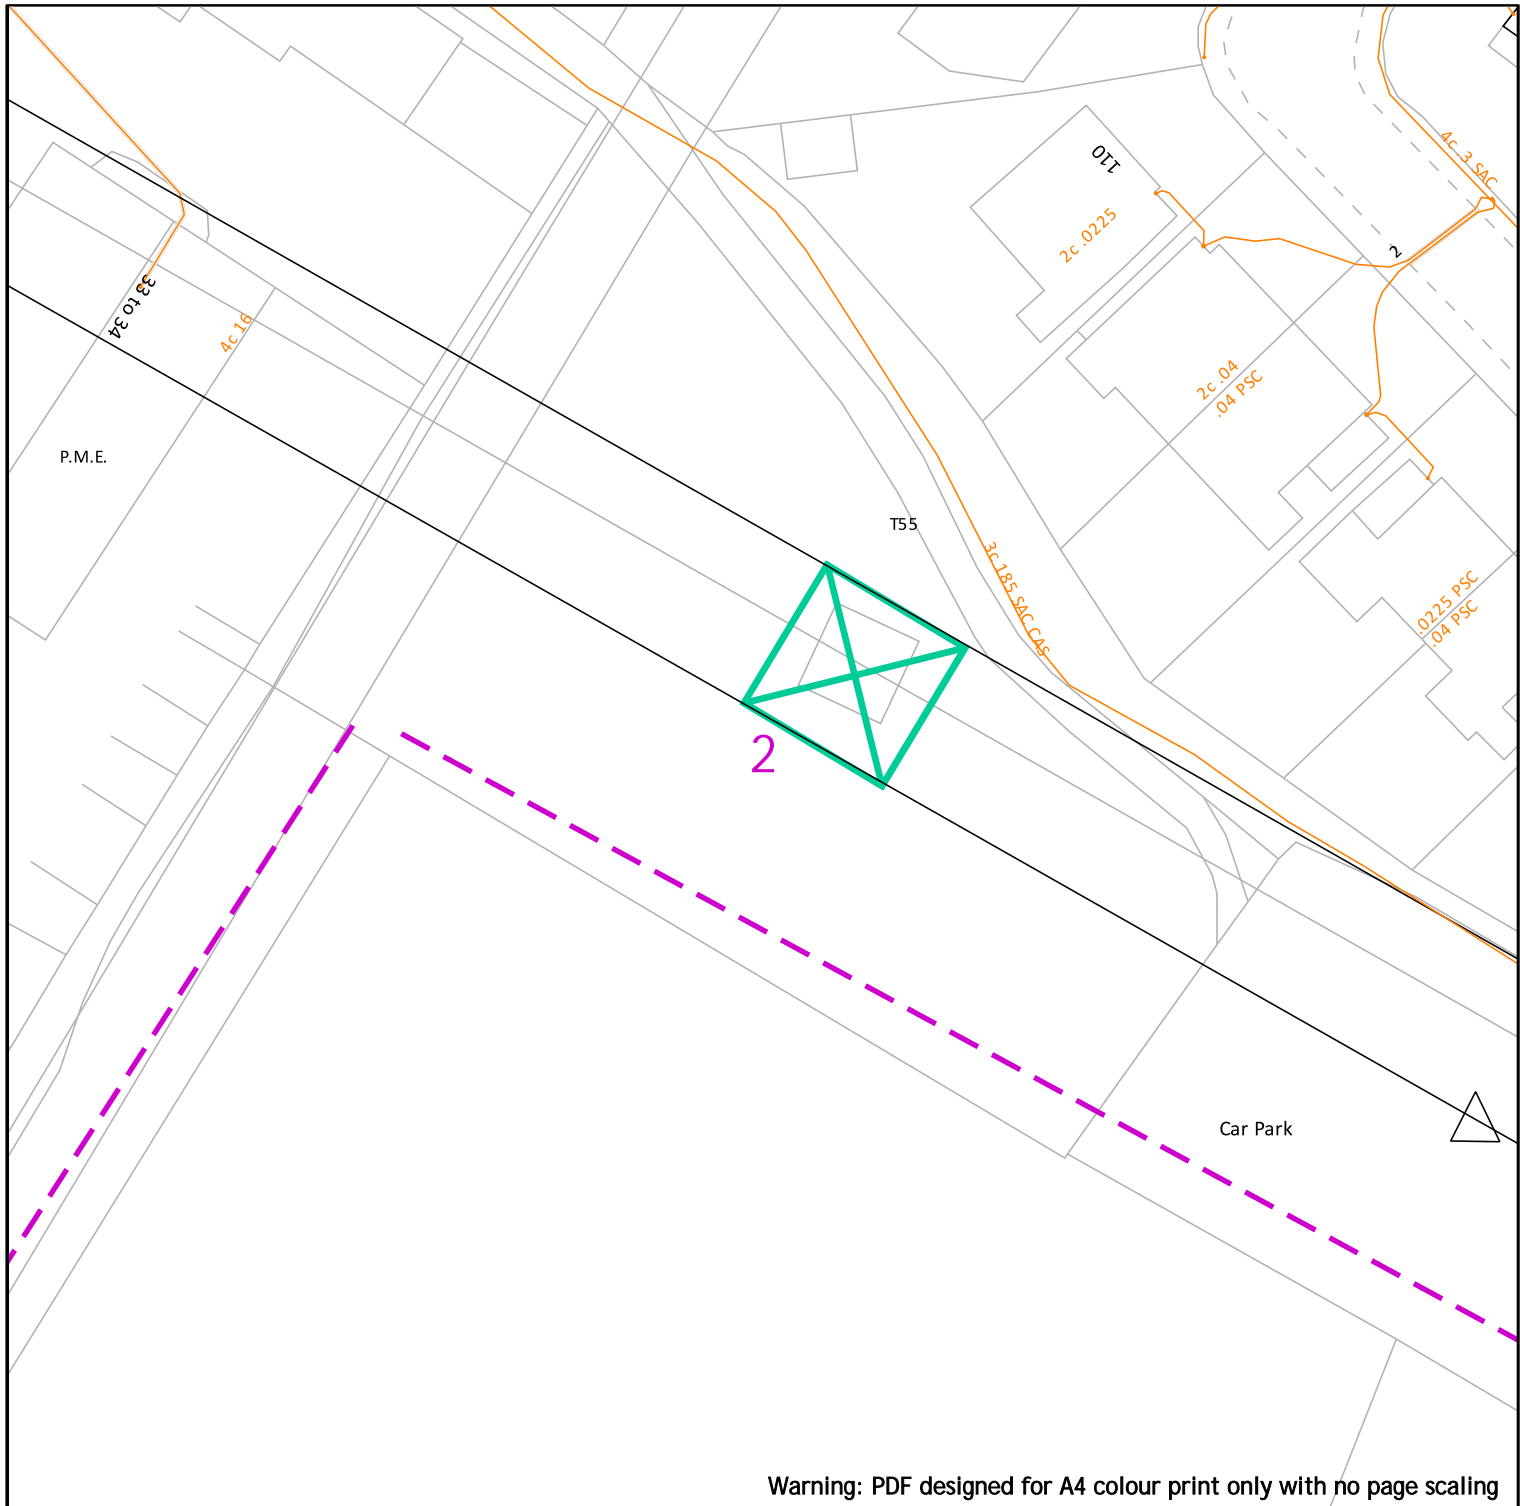 110
4c .3 SAC
2c .0225
2
33 to 34
4c 16
2c .04
.04 PSC
P.M.E.
T55
3c 185 SAC CAS
.0225 PSC
.04 PSC
2
Car Park
Warning: PDF designed for A4 colour print only with no page scaling